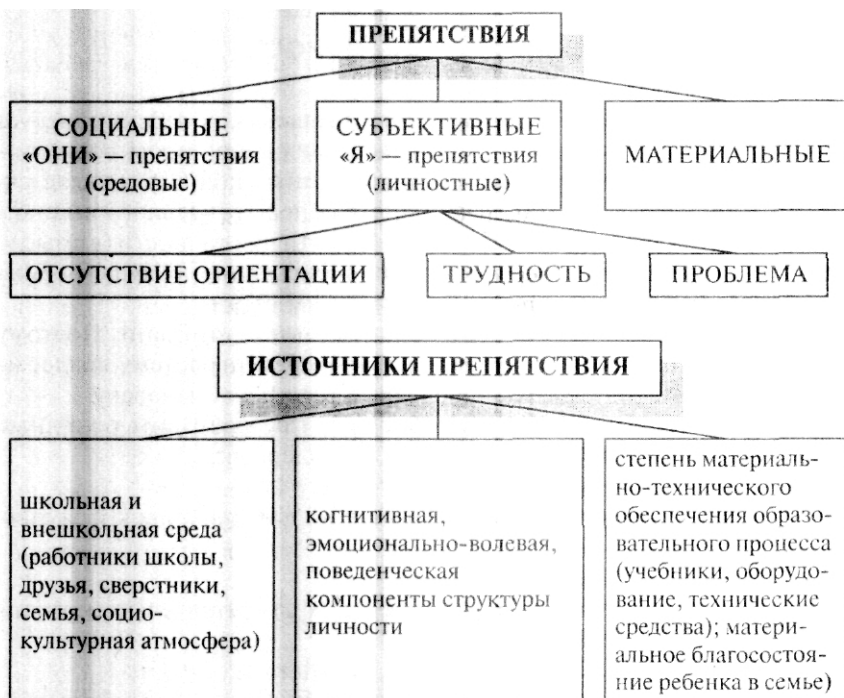 ПРЕПЯТСТВИЯ
СОЦИАЛЬНЫЕ
«ОНИ» — препятствия
(средовые)
СУБЪЕКТИВНЫЕ
«Я» — препятствия
(личностные)
МАТЕРИАЛЬНЫЕ
ОТСУТСТВИЕ ОРИЕНТАЦИИ
ТРУДНОСТЬ
ПРОБЛЕМА
ИСТОЧНИКИ ПРЕПЯТСТВИЯ
школьная и
внешкольная среда
(работники школы,
друзья, сверстники,
семья, социо-
культурная атмосфера)
когнитивная,
эмоционально-волевая,
поведенческая
компоненты структуры
личности
степень материаль-
но-технического
обеспечения образо-
вательного процесса
(учебники, оборудо-
вание, технические
средства); матери-
альное благосостоя-
ние ребенка в семье)